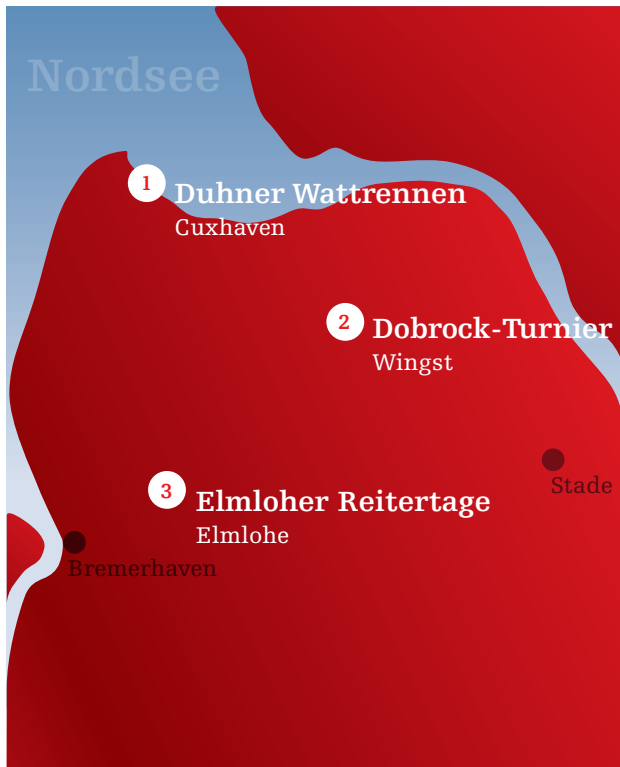 Nordsee
1
Duhner Wattrennen
Cuxhaven
2
Dobrock-Turnier
Wingst
3
Elmloher Reitertage
Elmlohe
Stade
Bremerhaven